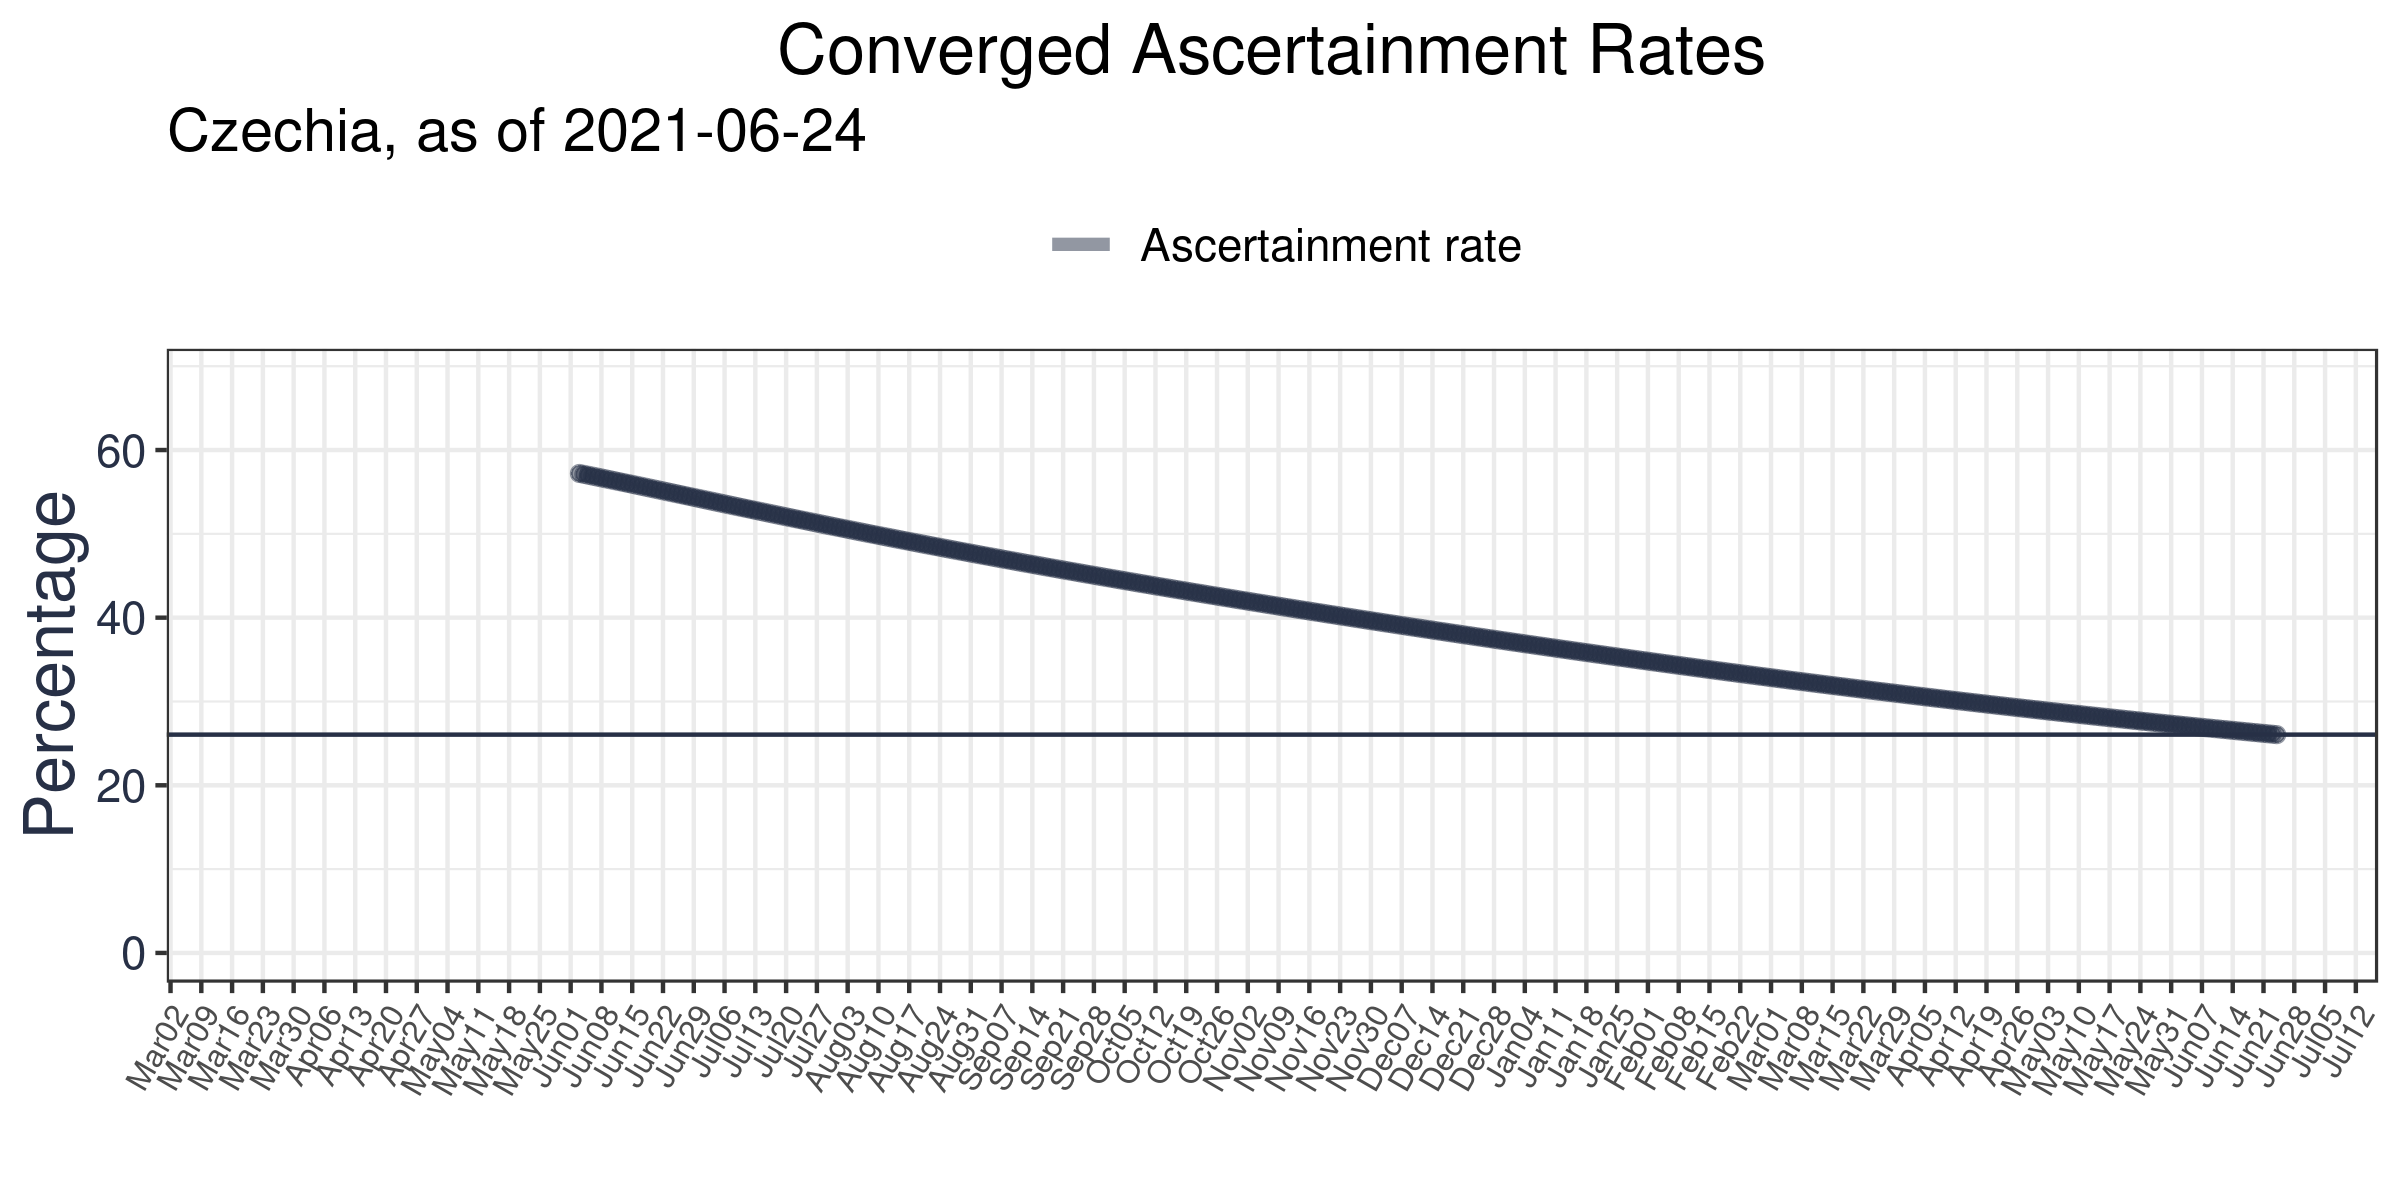 Converged Ascertainment Rates
Czechia, as of 2021-06-24
Ascertainment rate
Percentage
60
40
20
0
Mar02 Mar09 Mar16 Mar23 Mar30 Apr06 Apr13 Apr20 Apr27 May04 May11 May18 May25 Jun01 Jun08 Jun15 Jun22 Jun29 Jul06 Jul13 Jul20 Jul27 Aug03 Aug10 Aug17 Aug24 Aug31 Sep07 Sep14 Sep21 Sep28 Oct05 Oct12 Oct19 Oct26 Nov02 Nov09 Nov16 Nov23 Nov30 Dec07 Dec14 Dec21 Dec28 Jan04 Jan11 Jan18 Jan25 Feb01 Feb08 Feb15 Feb22 Mar01 Mar08 Mar15 Mar22 Mar29 Apr05 Apr12 Apr19 Apr26 May03 May10 May17 May24 May31 Jun07 Jun14 Jun21 Jun28 Jul05 Jul12